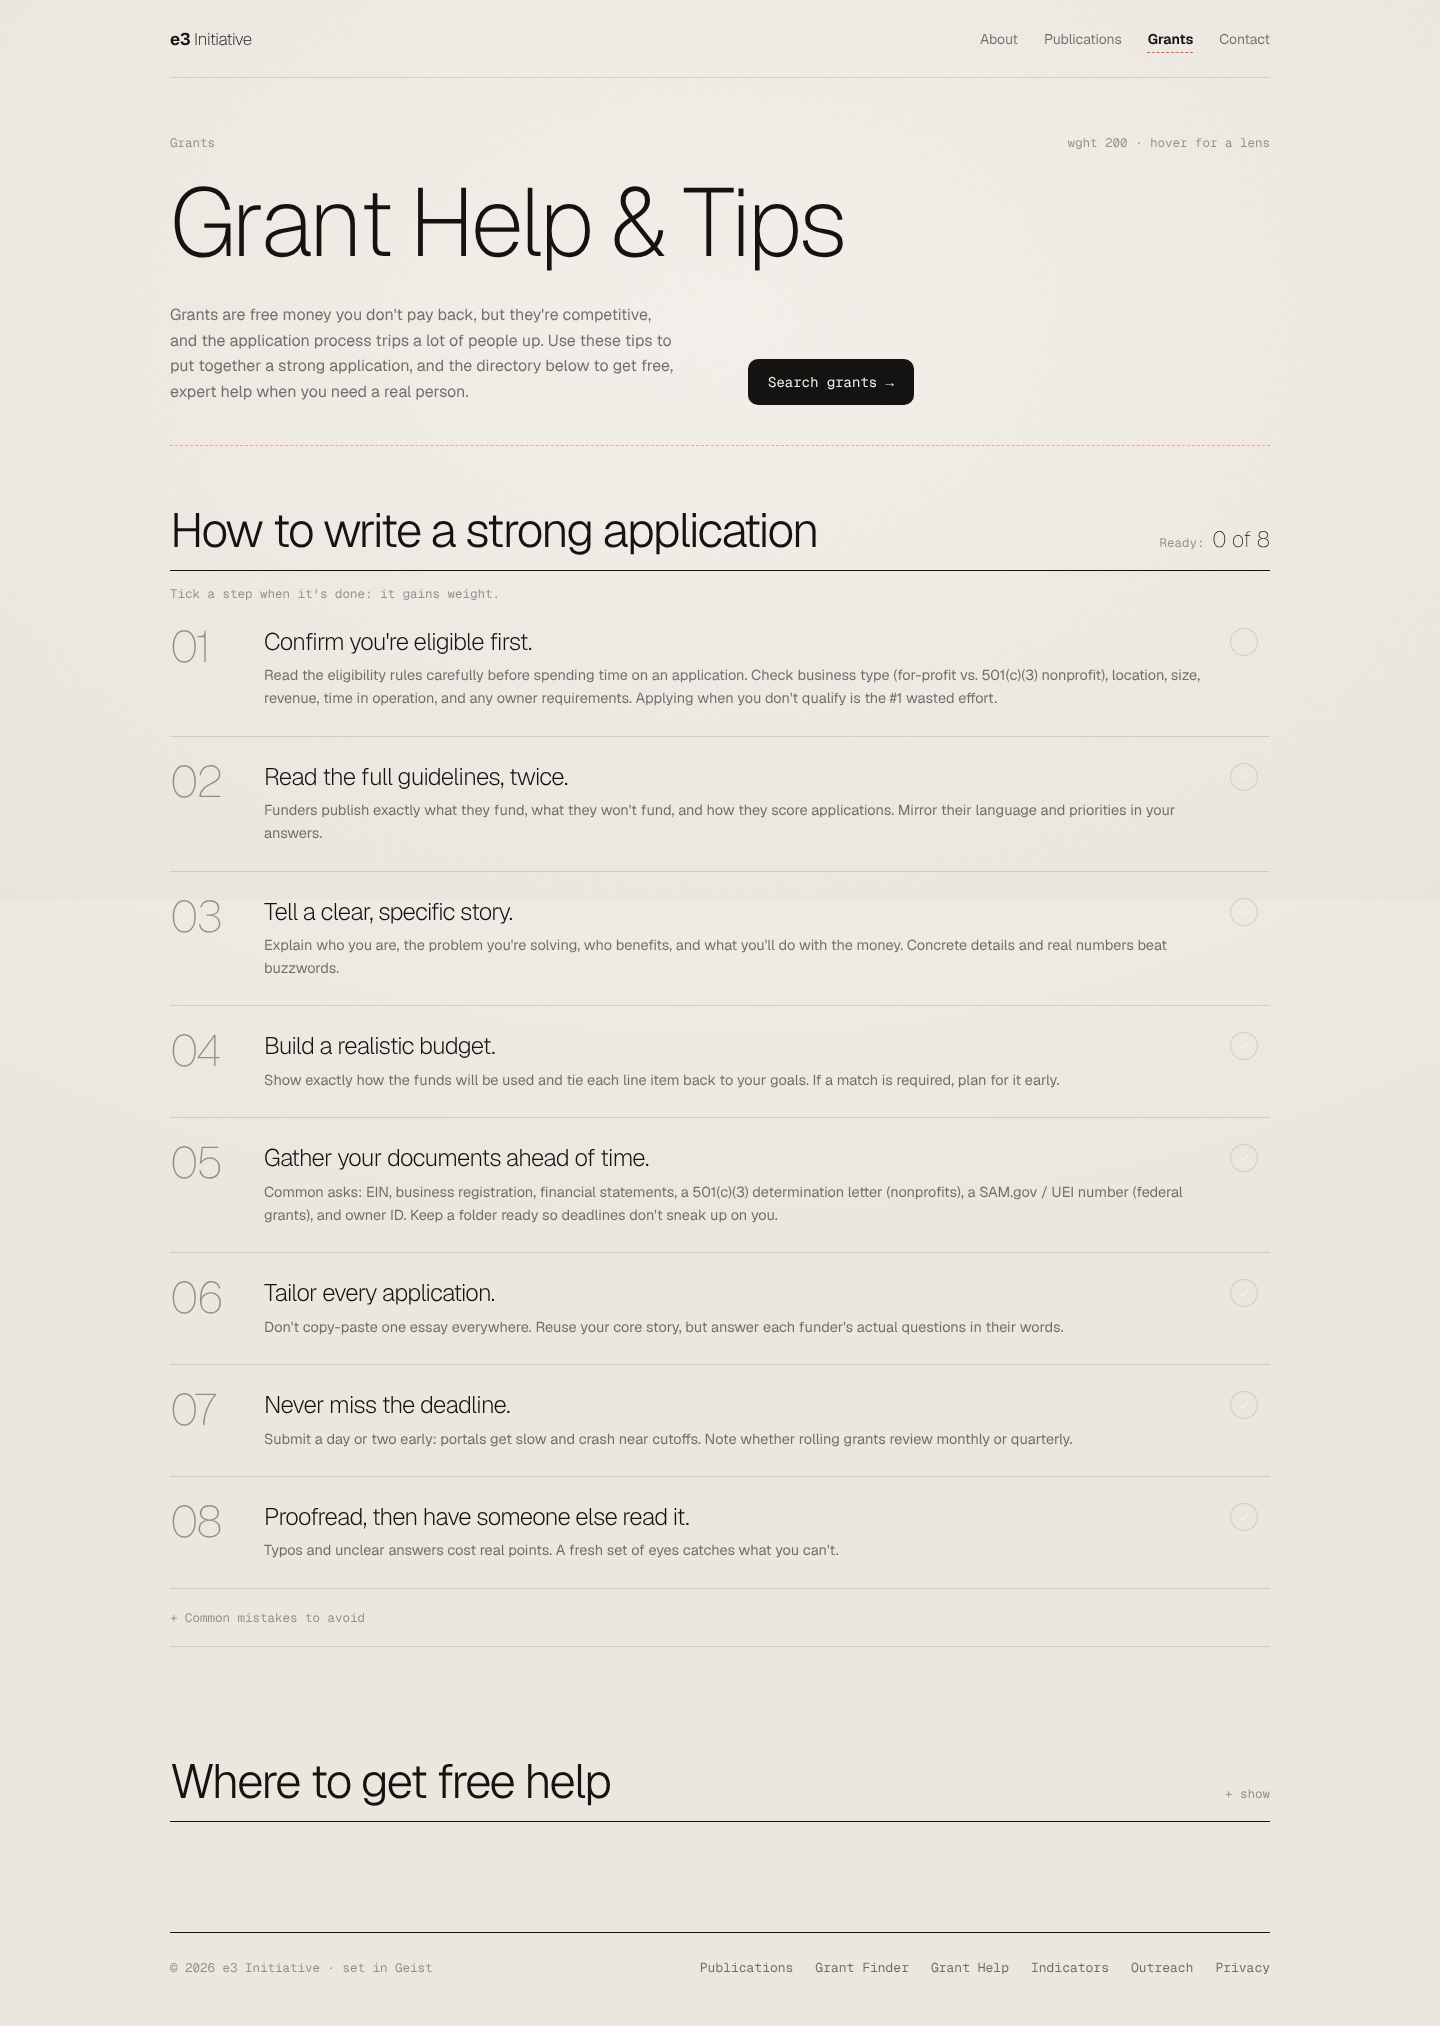 e3 Initiative
About Publications Grants Contact
Grants
wght 200 · hover for a lens
Grant Help & Tips
Grants are free money you don't pay back, but they're competitive,
and the application process trips a lot of people up. Use these tips to
put together a strong application, and the directory below to get free,
expert help when you need a real person.
Search grants →
How to write a strong application
Ready: 0 of 8
Tick a step when it's done: it gains weight.
01
Confirm you're eligible first.
Read the eligibility rules carefully before spending time on an application. Check business type (for-profit vs. 501(c)(3) nonprofit), location, size,
revenue, time in operation, and any owner requirements. Applying when you don't qualify is the #1 wasted effort.
02
Read the full guidelines, twice.
Funders publish exactly what they fund, what they won't fund, and how they score applications. Mirror their language and priorities in your
answers.
03
Tell a clear, specific story.
Explain who you are, the problem you're solving, who benefits, and what you'll do with the money. Concrete details and real numbers beat
buzzwords.
04
Build a realistic budget.
Show exactly how the funds will be used and tie each line item back to your goals. If a match is required, plan for it early.
05
Gather your documents ahead of time.
Common asks: EIN, business registration, financial statements, a 501(c)(3) determination letter (nonprofits), a SAM.gov / UEI number (federal
grants), and owner ID. Keep a folder ready so deadlines don't sneak up on you.
06
Tailor every application.
Don't copy-paste one essay everywhere. Reuse your core story, but answer each funder's actual questions in their words.
07
Never miss the deadline.
Submit a day or two early: portals get slow and crash near cutoffs. Note whether rolling grants review monthly or quarterly.
08
Proofread, then have someone else read it.
Typos and unclear answers cost real points. A fresh set of eyes catches what you can't.
+ Common mistakes to avoid
Where to get free help
+ show
© 2026 e3 Initiative · set in Geist
Publications Grant Finder Grant Help Indicators Outreach Privacy